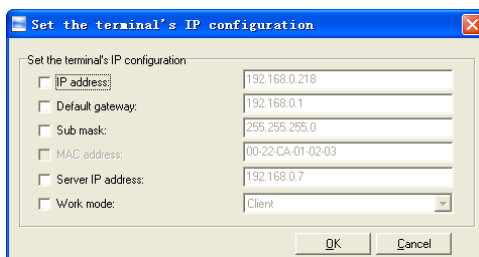 Set the terminal's IP configuration
Set the terminal's IP configuration
IP address: 192.168.0.218
Default gateway: 192.168.0.1
Sub mask: 255.255.255.0
MAC address: 00-22-CA-01-02-03
Server IP address: 192.168.0.7
Work mode: Client
OK Cancel